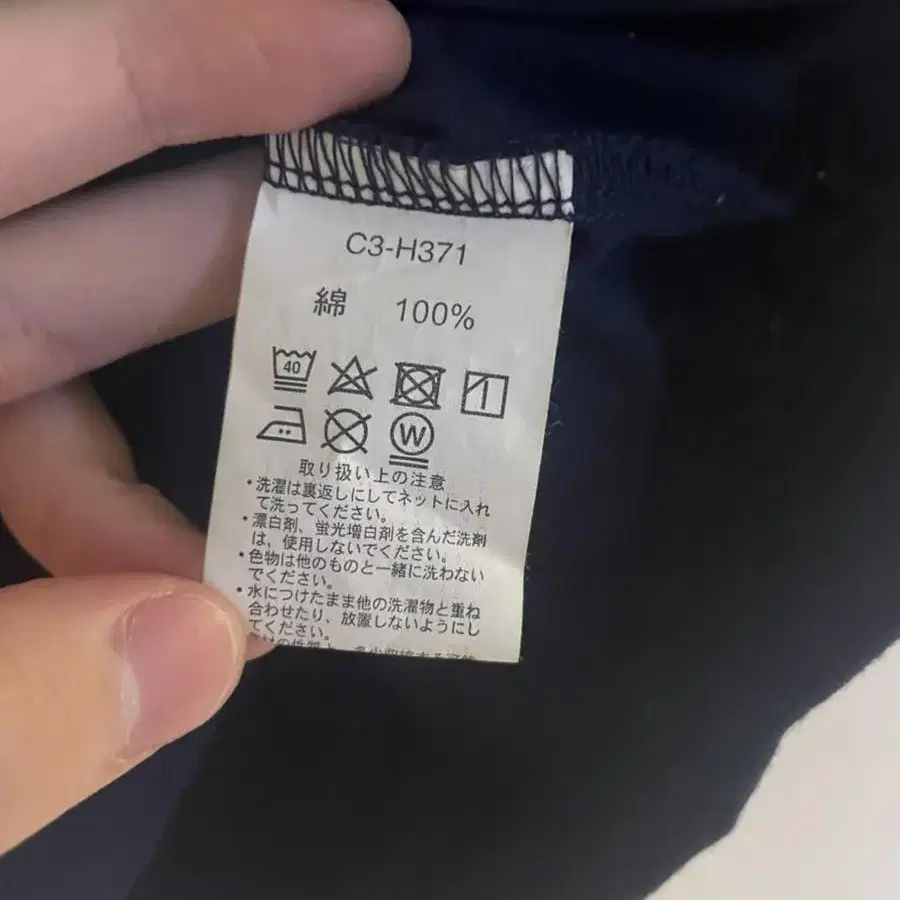 C3-H371
綿 100%
40
W
取り扱い上の注意
・洗濯は裏返しにしてネットに入れ
て洗ってください。
・漂白剤、蛍光増白剤を含んだ洗剤
は、使用しないでください。
・色物は他のものと一緒に洗わない
でください。
・水につけたまま他の洗濯物と重ね
合わせたり、放置しないようにし
てください。